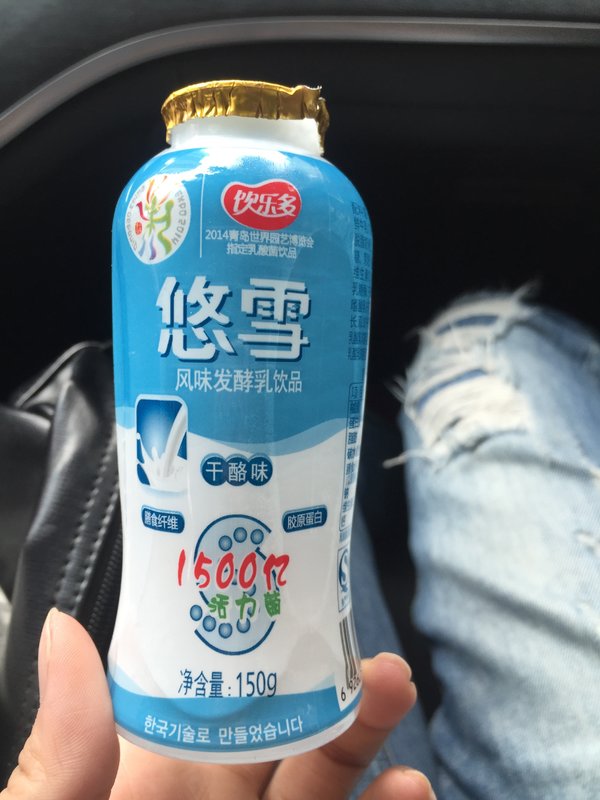 饮乐多
2014青岛世界园艺博览会
指定乳酸菌饮品
悠雪
风味发酵乳饮品
干酪味
膳食纤维
胶原蛋白
1500亿
活力菌
净含量:150g
한국기술로 만들었습니다